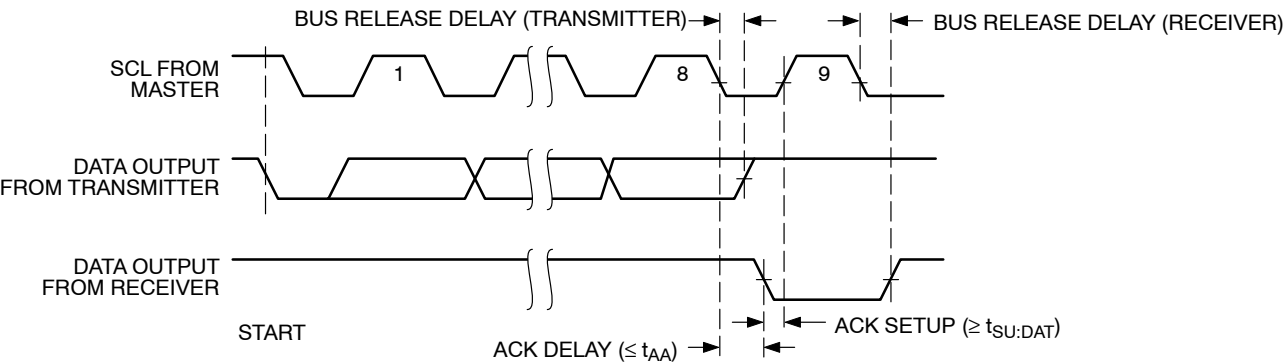 BUS RELEASE DELAY (TRANSMITTER)
BUS RELEASE DELAY (RECEIVER)
SCL FROM
MASTER
1
8
9
DATA OUTPUT
FROM TRANSMITTER
DATA OUTPUT
FROM RECEIVER
START
ACK SETUP (≥ tSU:DAT)
ACK DELAY (≤ tAA)